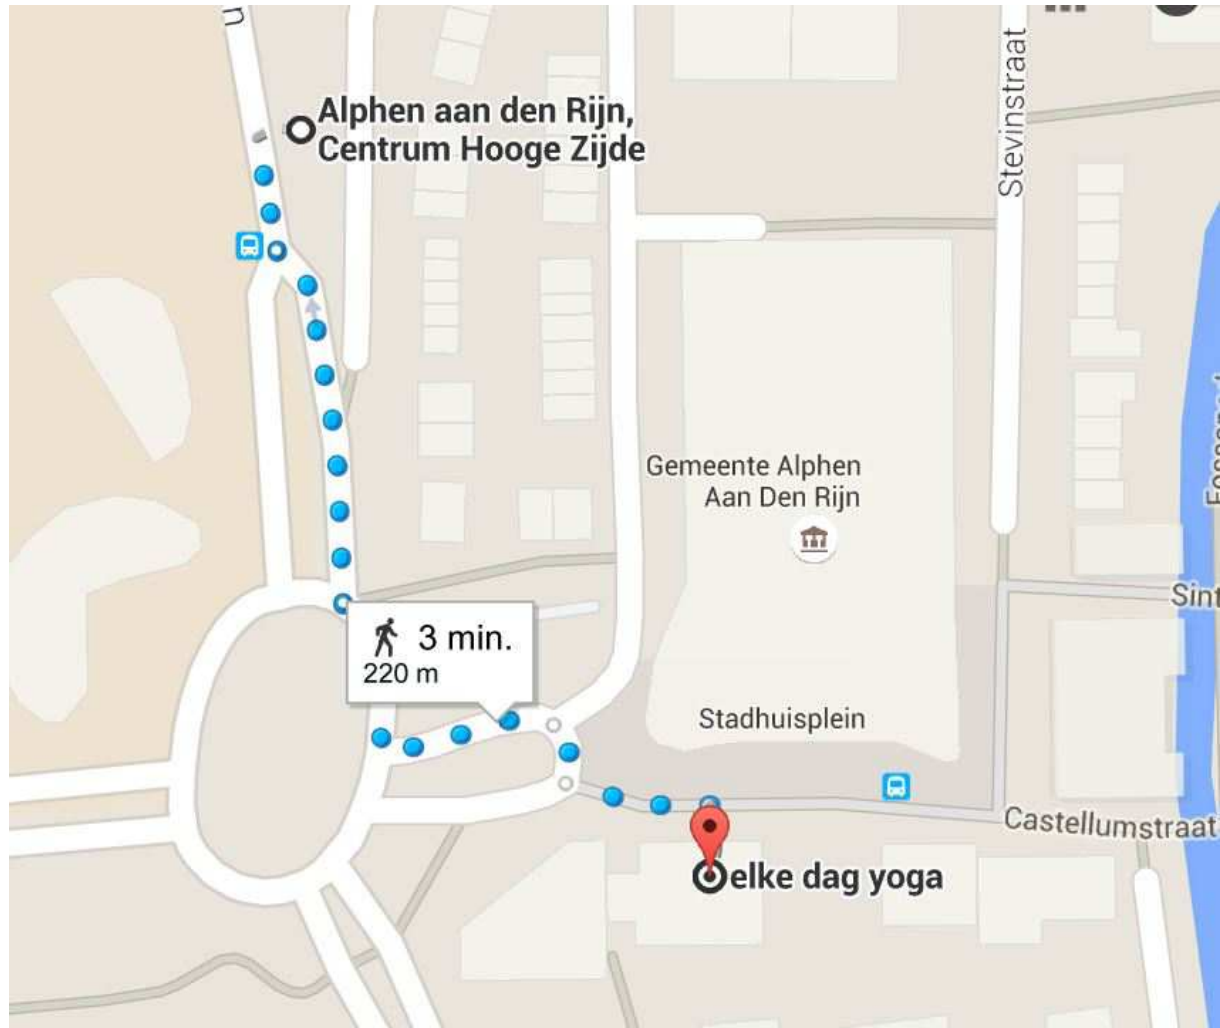 n
Alphen aan den Rijn,
Centrum Hooge Zijde
Stevinstraat
Gemeente Alphen
Aan Den Rijn
Sint
3 min.
220 m
Stadhuisplein
Castellumstraat
elke dag yoga